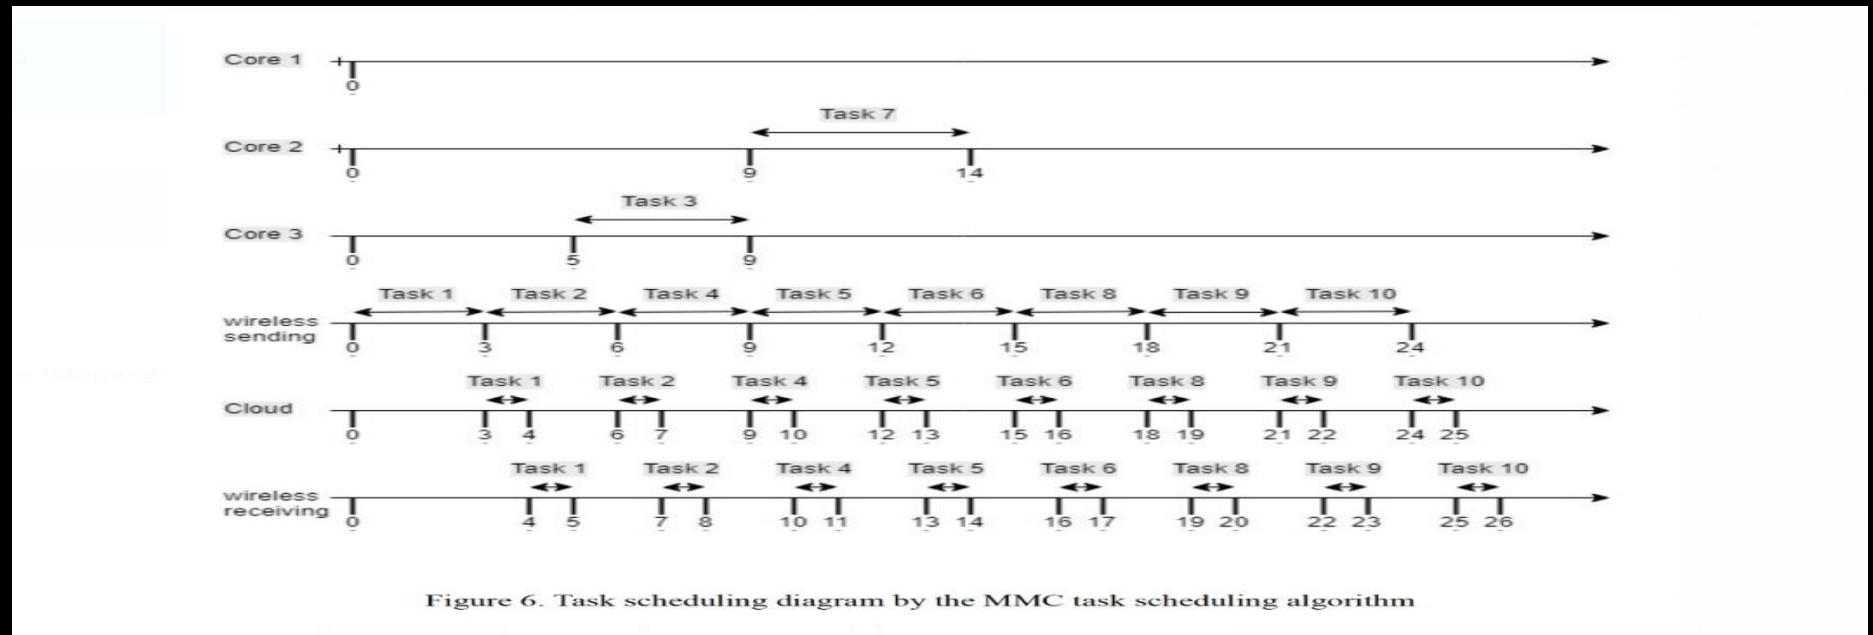 Core 1
0
Task 7
Core 2
0 9 14
Task 3
Core 3
0 5 9
Task 1 Task 2 Task 4 Task 5 Task 6 Task 8 Task 9 Task 10
wireless
sending
0 3 6 9 12 15 18 21 24
Task 1 Task 2 Task 4 Task 5 Task 6 Task 8 Task 9 Task 10
Cloud
0 3 4 6 7 9 10 12 13 15 16 18 19 21 22 24 25
Task 1 Task 2 Task 4 Task 5 Task 6 Task 8 Task 9 Task 10
wireless
receiving
0 4 5 7 8 10 11 13 14 16 17 19 20 22 23 25 26
Figure 6. Task scheduling diagram by the MMC task scheduling algorithm